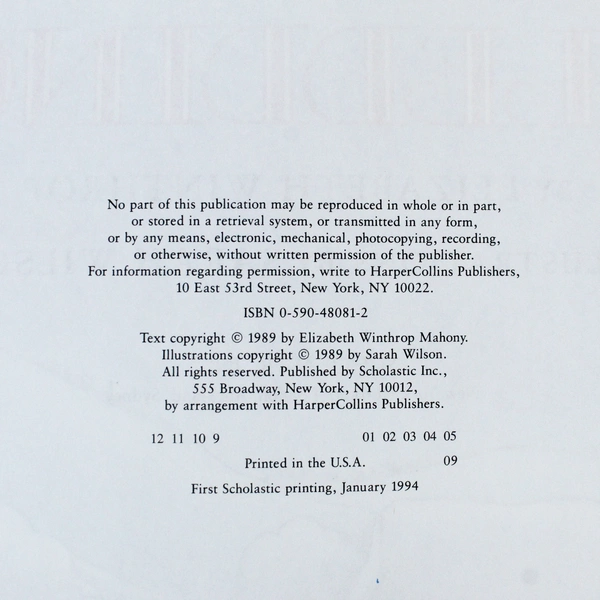 No part of this publication may be reproduced in whole or in part,
or stored in a retrieval system, or transmitted in any form,
or by any means, electronic, mechanical, photocopying, recording,
or otherwise, without written permission of the publisher.
For information regarding permission, write to HarperCollins Publishers,
10 East 53rd Street, New York, NY 10022.
ISBN 0-590-48081-2
Text copyright © 1989 by Elizabeth Winthrop Mahony.
Illustrations copyright © 1989 by Sarah Wilson.
All rights reserved. Published by Scholastic Inc.,
555 Broadway, New York, NY 10012,
by arrangement with HarperCollins Publishers.
12 11 10 9 01 02 03 04 05
Printed in the U.S.A. 09
First Scholastic printing, January 1994